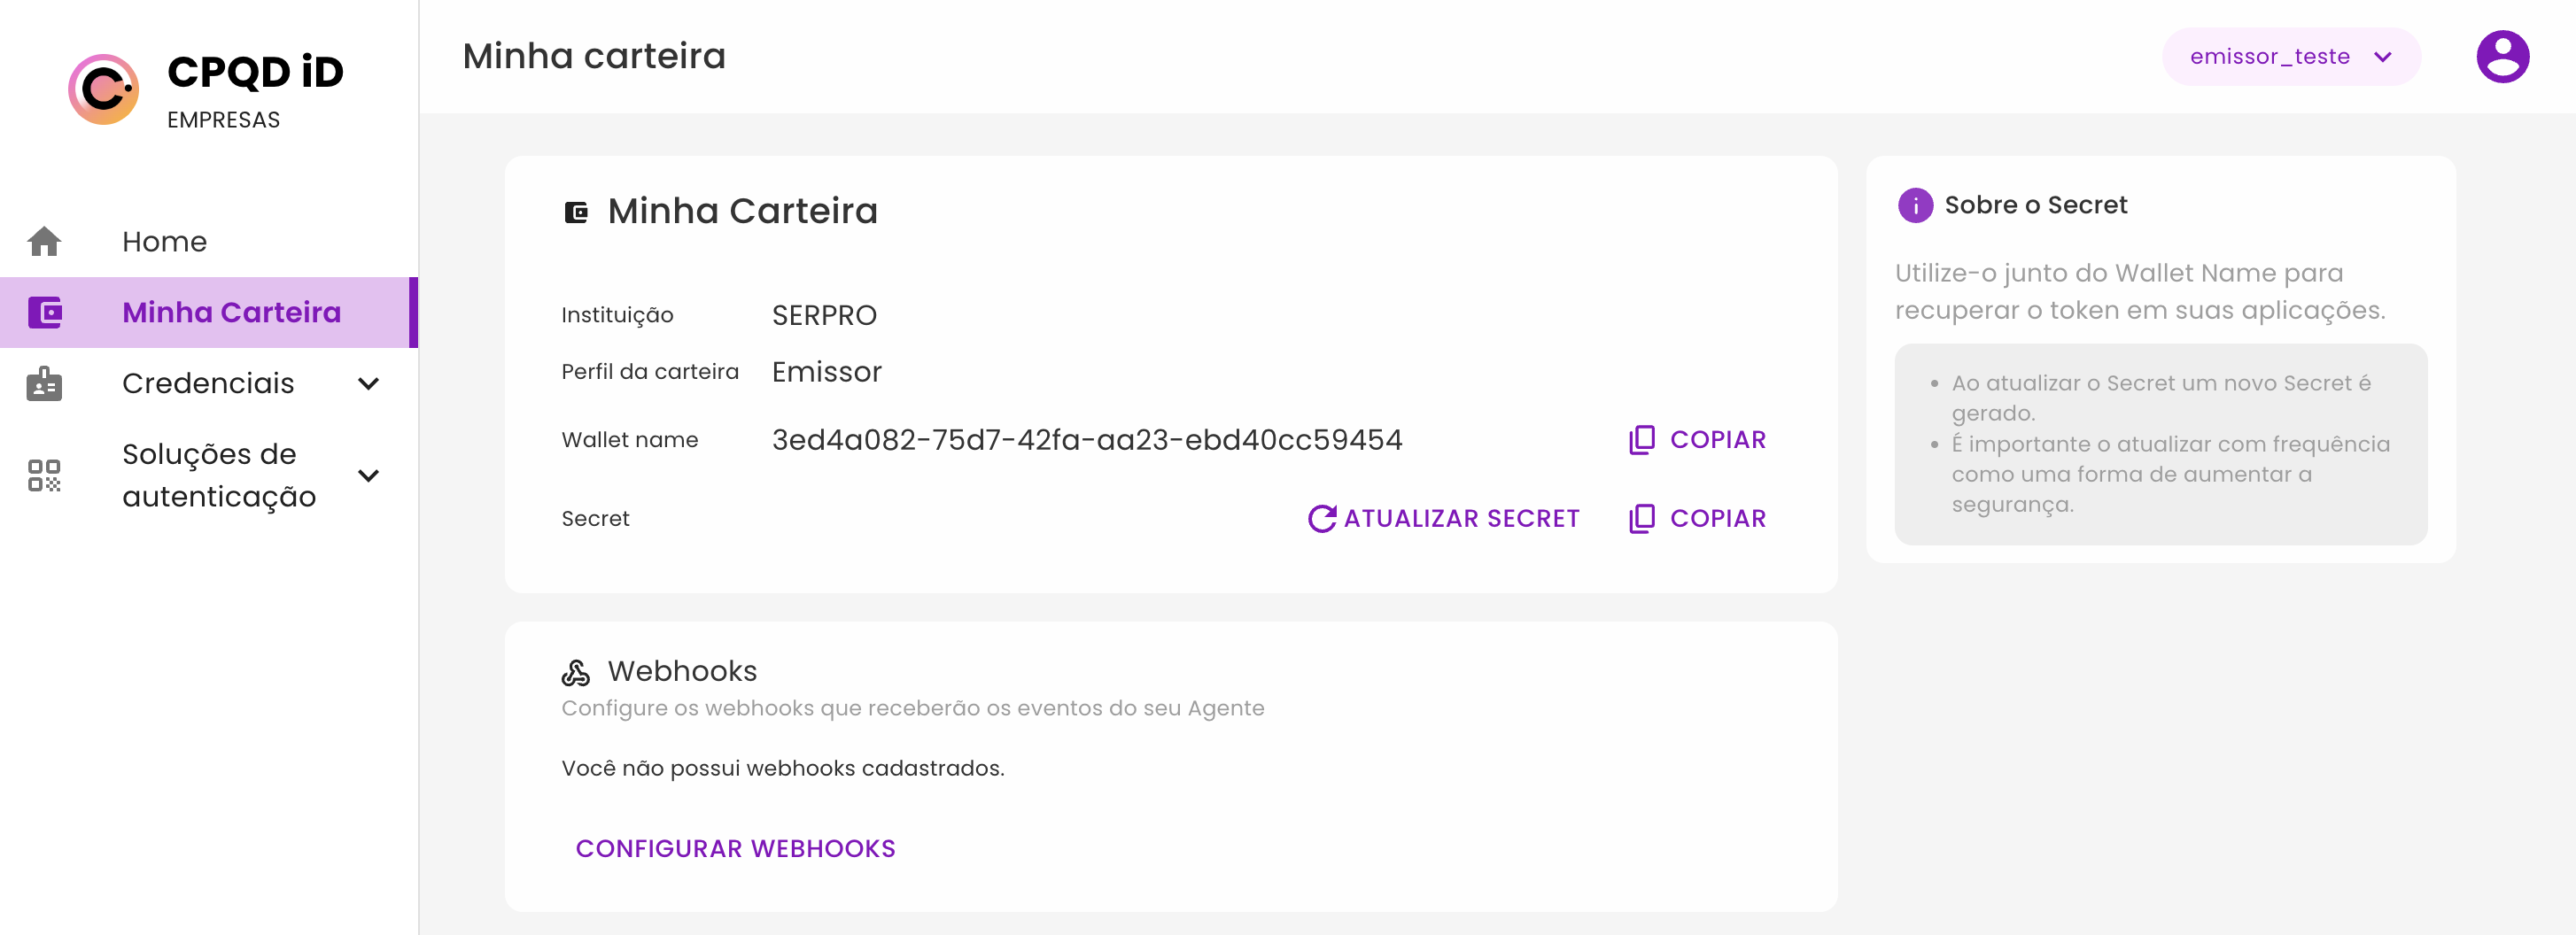 CPQD iD
EMPRESAS
Home
Minha Carteira
Credenciais
Soluções de
autenticação
Minha carteira
emissor_teste
Minha Carteira
Instituição SERPRO
Perfil da carteira Emissor
Wallet name 3ed4a082-75d7-42fa-aa23-ebd40cc59454 COPIAR
Secret ATUALIZAR SECRET COPIAR
Webhooks
Configure os webhooks que receberão os eventos do seu Agente
Você não possui webhooks cadastrados.
CONFIGURAR WEBHOOKS
Sobre o Secret
Utilize-o junto do Wallet Name para
recuperar o token em suas aplicações.
• Ao atualizar o Secret um novo Secret é
gerado.
• É importante o atualizar com frequência
como uma forma de aumentar a
segurança.